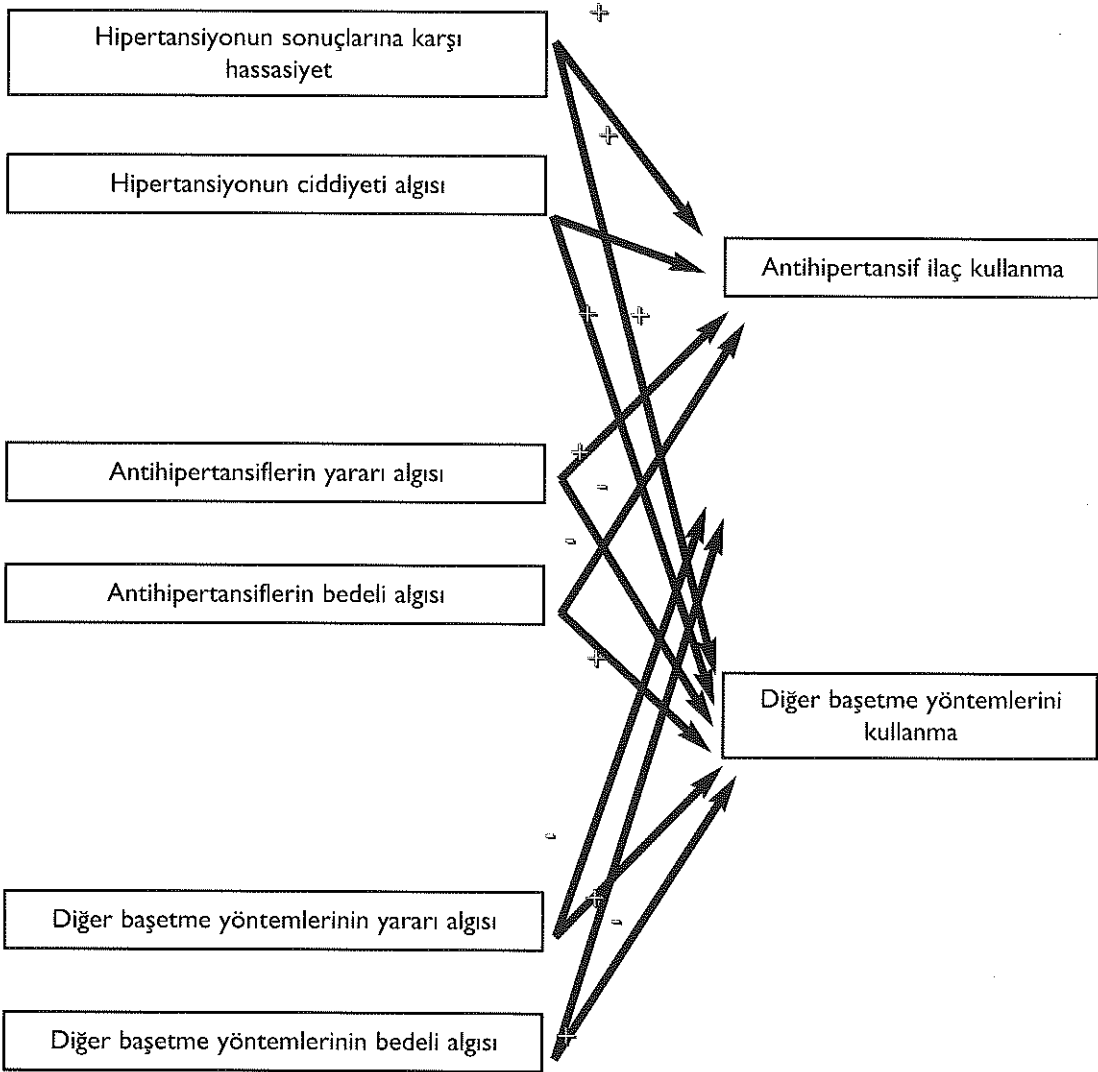 +
Hipertansiyonun sonuçlarına karşı
hassasiyet
+
Hipertansiyonun ciddiyeti algısı
Antihipertansif ilaç kullanma
+ +
+
Antihipertansiflerin yararı algısı
-
-
Antihipertansiflerin bedeli algısı
+
Diğer başetme yöntemlerini
kullanma
-
+
Diğer başetme yöntemlerinin yararı algısı
-
Diğer başetme yöntemlerinin bedeli algısı
+